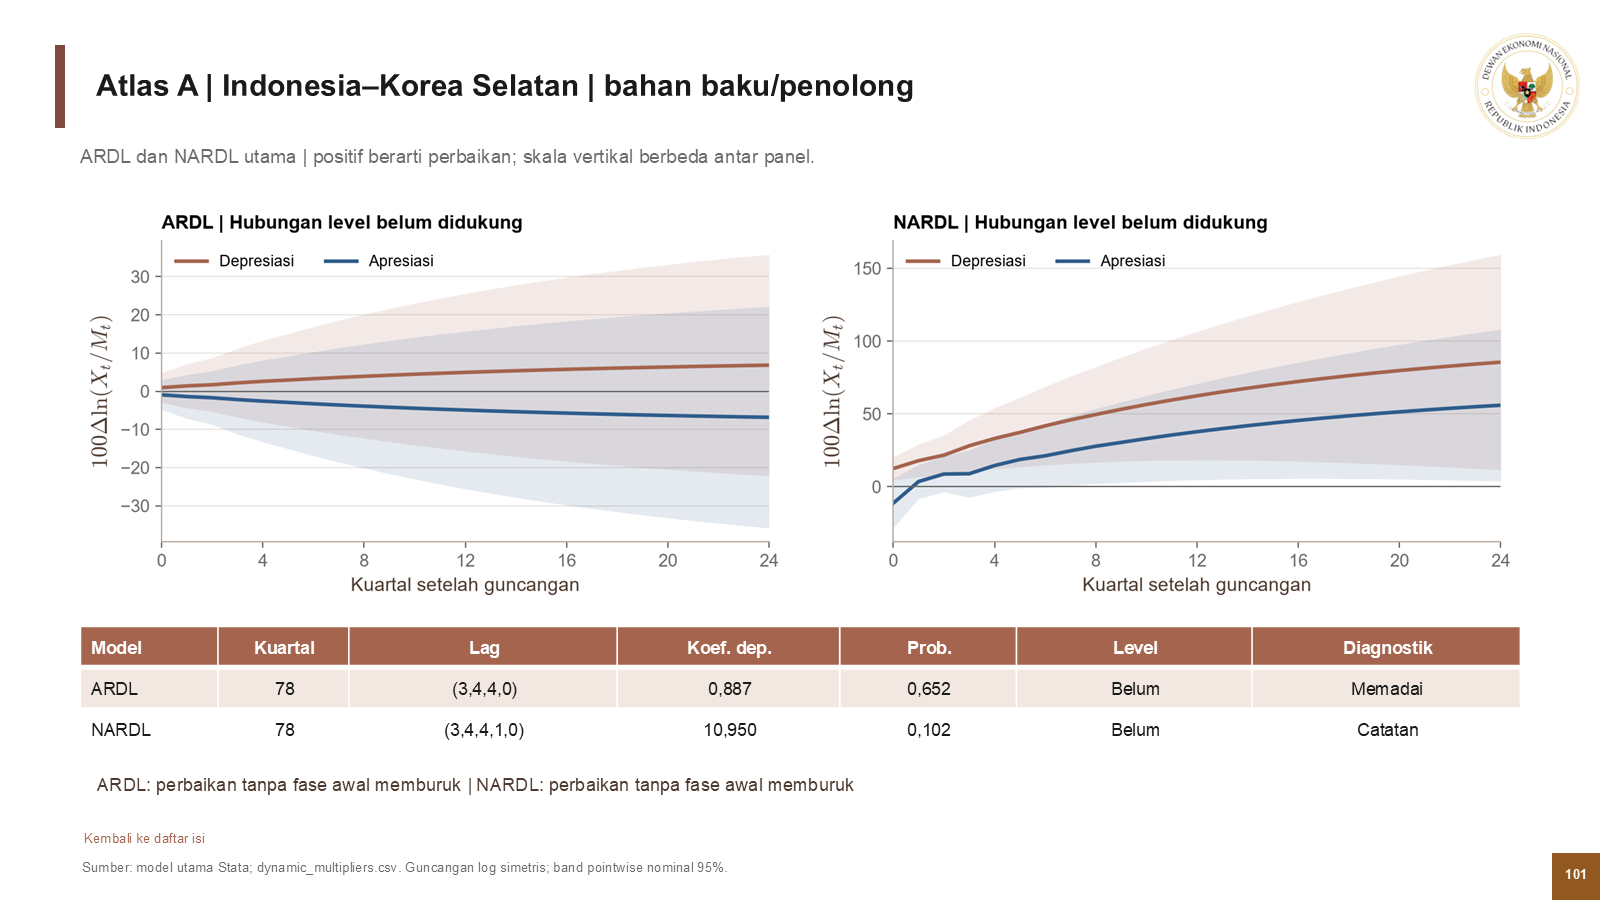 Atlas A | Indonesia–Korea Selatan | bahan baku/penolong
DEWAN EKONOMI NASIONAL
REPUBLIK INDONESIA
ARDL dan NARDL utama | positif berarti perbaikan; skala vertikal berbeda antar panel.
ARDL | Hubungan level belum didukung
Depresiasi Apresiasi
30
20
10
0
−10
−20
−30
100Δln(Xt/Mt)
0 4 8 12 16 20 24
Kuartal setelah guncangan
NARDL | Hubungan level belum didukung
Depresiasi Apresiasi
150
100
50
0
100Δln(Xt/Mt)
0 4 8 12 16 20 24
Kuartal setelah guncangan
Model Kuartal Lag Koef. dep. Prob. Level Diagnostik
ARDL 78 (3,4,4,0) 0,887 0,652 Belum Memadai
NARDL 78 (3,4,4,1,0) 10,950 0,102 Belum Catatan
ARDL: perbaikan tanpa fase awal memburuk | NARDL: perbaikan tanpa fase awal memburuk
Kembali ke daftar isi
Sumber: model utama Stata; dynamic_multipliers.csv. Guncangan log simetris; band pointwise nominal 95%.
101